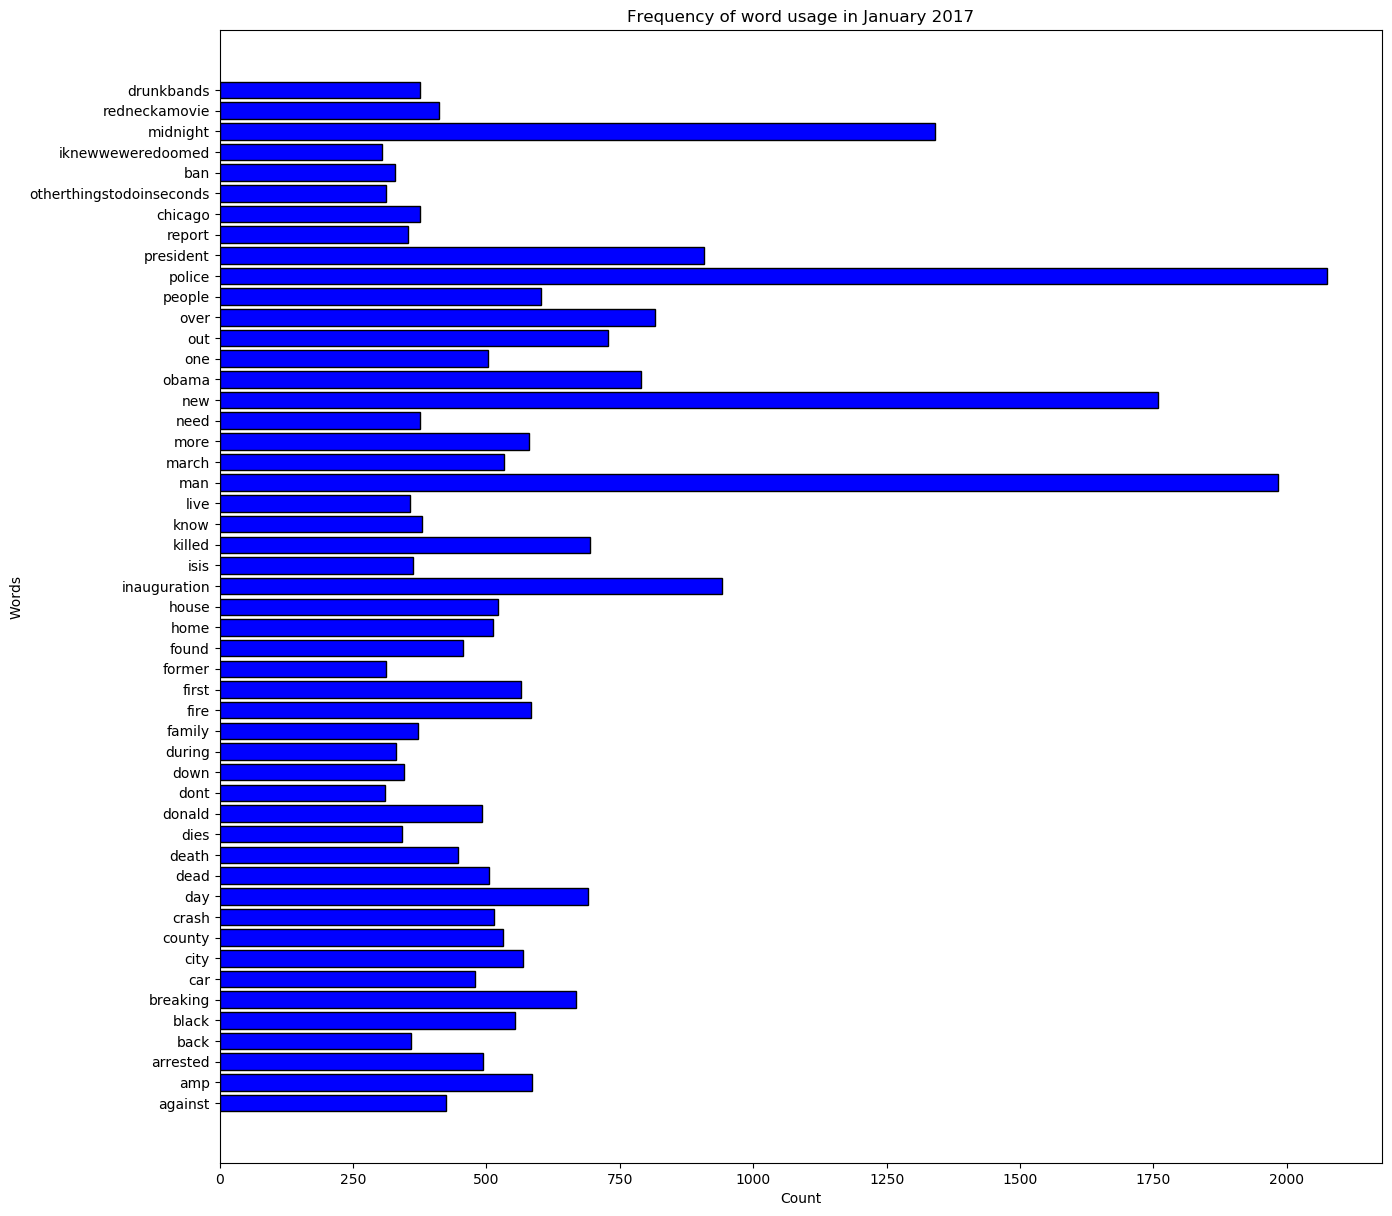 Frequency of word usage in January 2017
drunkbands
redneckamovie
midnight
iknewweweredoomed
ban
otherthingstodoinseconds
chicago
report
president
police
people
over
out
one
obama
new
need
more
march
man
live
know
killed
isis
inauguration
house
home
found
former
first
fire
family
during
down
dont
donald
dies
death
dead
day
crash
county
city
car
breaking
black
back
arrested
amp
against
Words
0 250 500 750 1000 1250 1500 1750 2000
Count